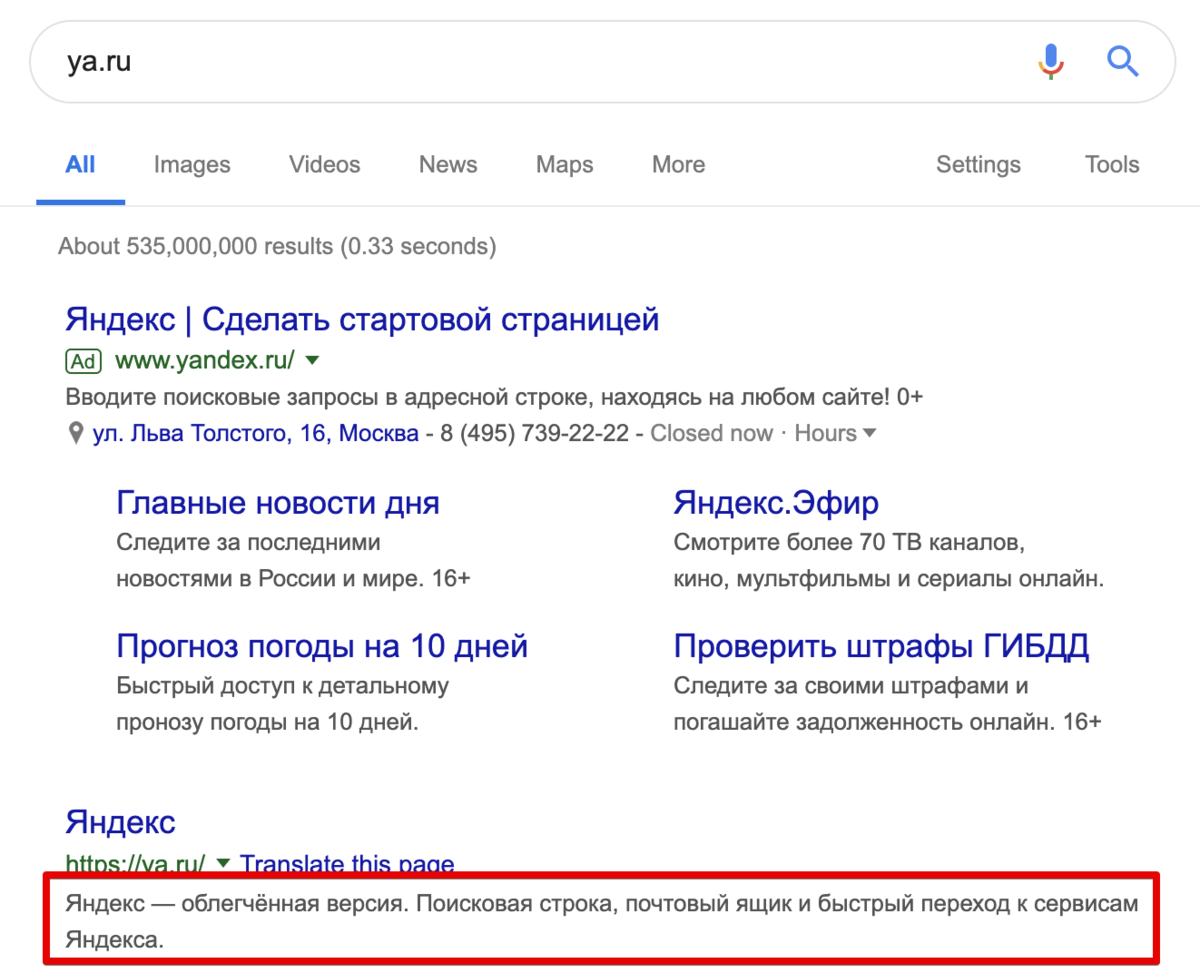 ya.ru
All Images Videos News Maps More Settings Tools
About 535,000,000 results (0.33 seconds)
Яндекс | Сделать стартовой страницей
Ad www.yandex.ru/
Вводите поисковые запросы в адресной строке, находясь на любом сайте! 0+
ул. Льва Толстого, 16, Москва - 8 (495) 739-22-22 - Closed now · Hours
Главные новости дня
Следите за последними
новостями в России и мире. 16+
Яндекс.Эфир
Смотрите более 70 ТВ каналов,
кино, мультфильмы и сериалы онлайн.
Прогноз погоды на 10 дней
Быстрый доступ к детальному
пронозу погоды на 10 дней.
Проверить штрафы ГИБДД
Следите за своими штрафами и
погашайте задолженность онлайн. 16+
Яндекс
https://ya.ru/ Translate this page
Яндекс — облегчённая версия. Поисковая строка, почтовый ящик и быстрый переход к сервисам
Яндекса.